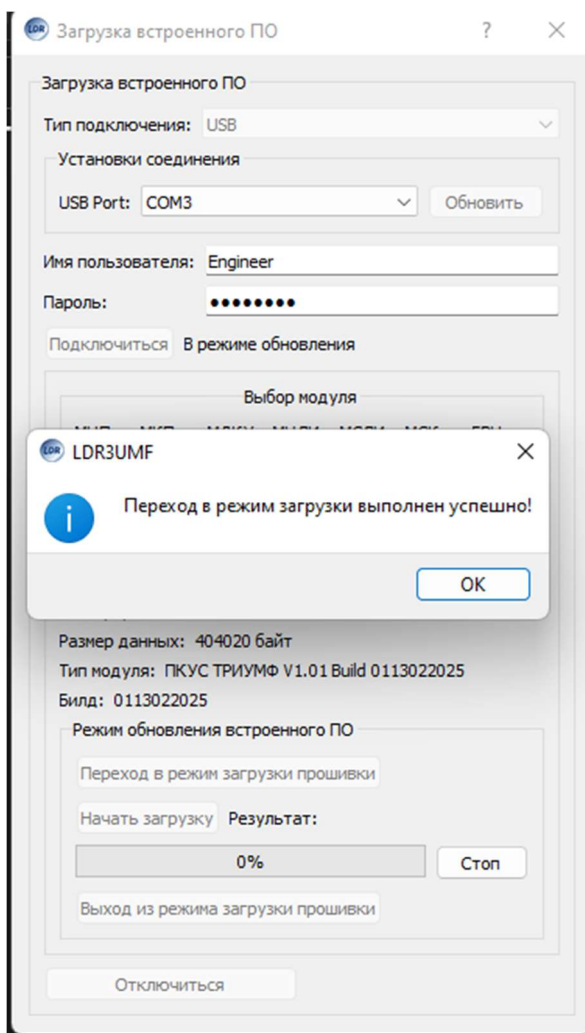 LDR Загрузка встроенного ПО ? ×
Загрузка встроенного ПО
Тип подключения: USB
Установки соединения
USB Port: COM3 Обновить
Имя пользователя: Engineer
Пароль: ●●●●●●●●
Подключиться В режиме обновления
Выбор модуля
LDR LDR3UMF ×
i Переход в режим загрузки выполнен успешно!
OK
Размер данных: 404020 байт
Тип модуля: ПКУС ТРИУМФ V1.01 Build 0113022025
Билд: 0113022025
Режим обновления встроенного ПО
Переход в режим загрузки прошивки
Начать загрузку Результат:
0% Стоп
Выход из режима загрузки прошивки
Отключиться